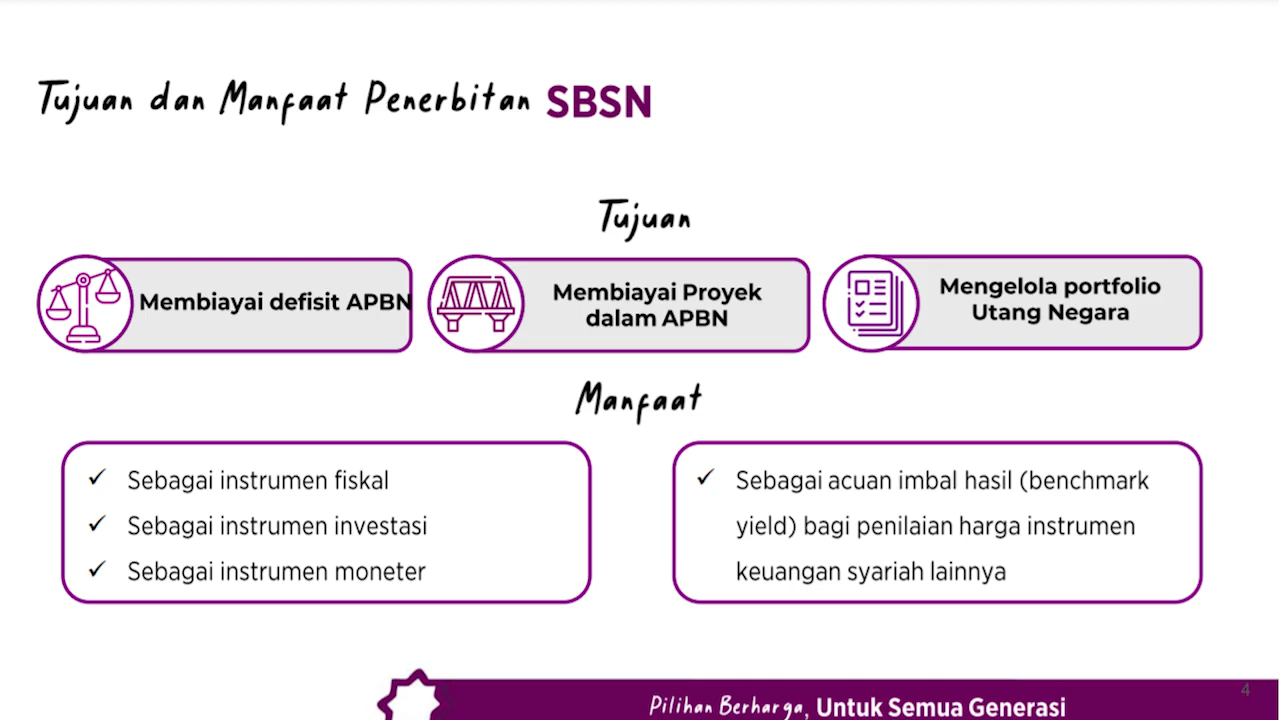 Tujuan dan Manfaat Penerbitan SBSN
Tujuan
Membiayai defisit APBN
Membiayai Proyek
dalam APBN
Mengelola portfolio
Utang Negara
Manfaat
✓ Sebagai instrumen fiskal
✓ Sebagai instrumen investasi
✓ Sebagai instrumen moneter
✓ Sebagai acuan imbal hasil (benchmark
yield) bagi penilaian harga instrumen
keuangan syariah lainnya
4
Pilihan Berharga, Untuk Semua Generasi